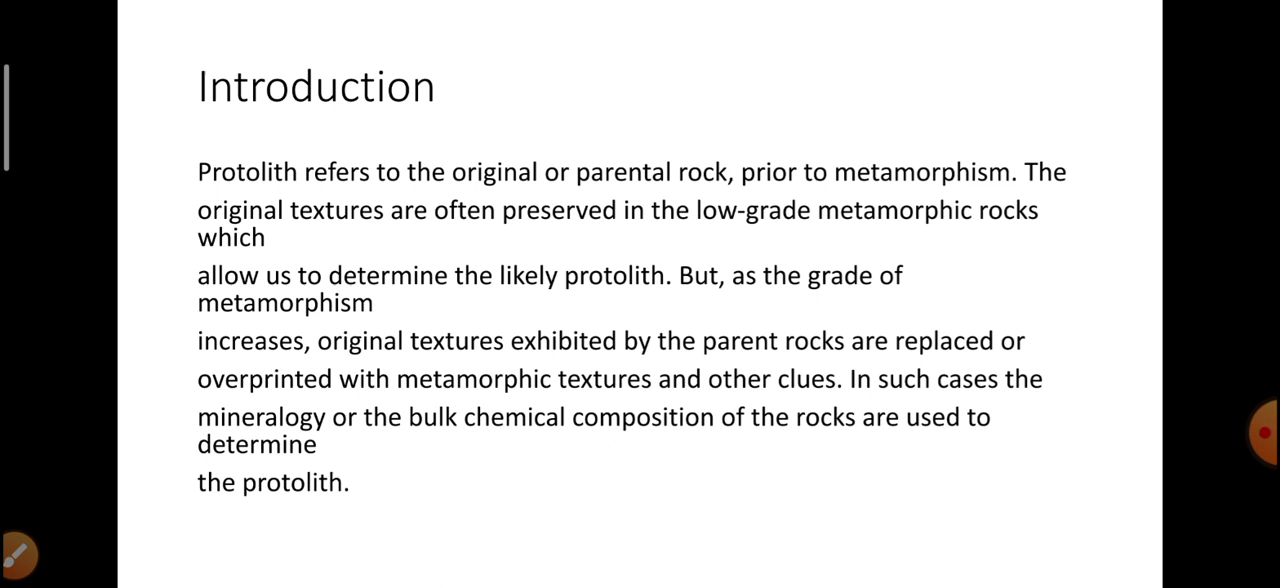 Introduction
Protolith refers to the original or parental rock, prior to metamorphism. The
original textures are often preserved in the low-grade metamorphic rocks
which
allow us to determine the likely protolith. But, as the grade of
metamorphism
increases, original textures exhibited by the parent rocks are replaced or
overprinted with metamorphic textures and other clues. In such cases the
mineralogy or the bulk chemical composition of the rocks are used to
determine
the protolith.